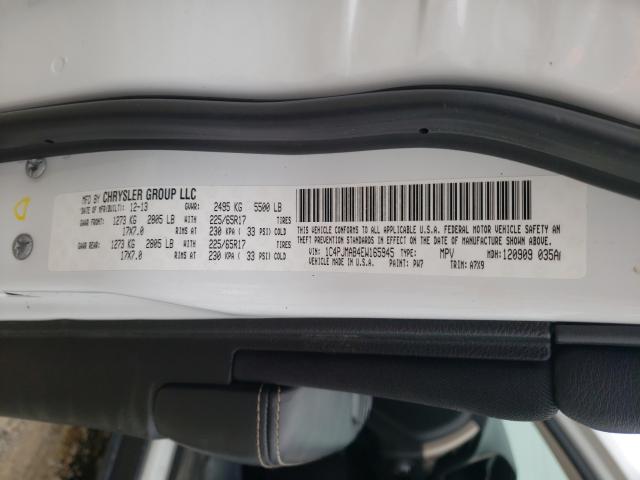 MFD BY CHRYSLER GROUP LLC
DATE OF MFR/BUILT: 12-13 GVWR: 2495 KG 5500 LB
GAWR FRONT: 1273 KG 2805 LB WITH 225/65R17 TIRES
17X7.0 RIMS AT 230 KPA ( 33 PSI) COLD
GAWR REAR: 1273 KG 2805 LB WITH 225/65R17 TIRES
17X7.0 RIMS AT 230 KPA ( 33 PSI) COLD
THIS VEHICLE CONFORMS TO ALL APPLICABLE U.S.A. FEDERAL MOTOR VEHICLE SAFETY AN
THEFT PREVENTION STANDARDS IN EFFECT ON THE DATE OF MANUFACTURE SHOWN ABOVE.
VIN: 1C4PJMAB4EW165945 TYPE: MPV MDH: 120909 035A
VEHICLE MADE IN U.S.A. PAINT: PW7 TRIM: A7X9